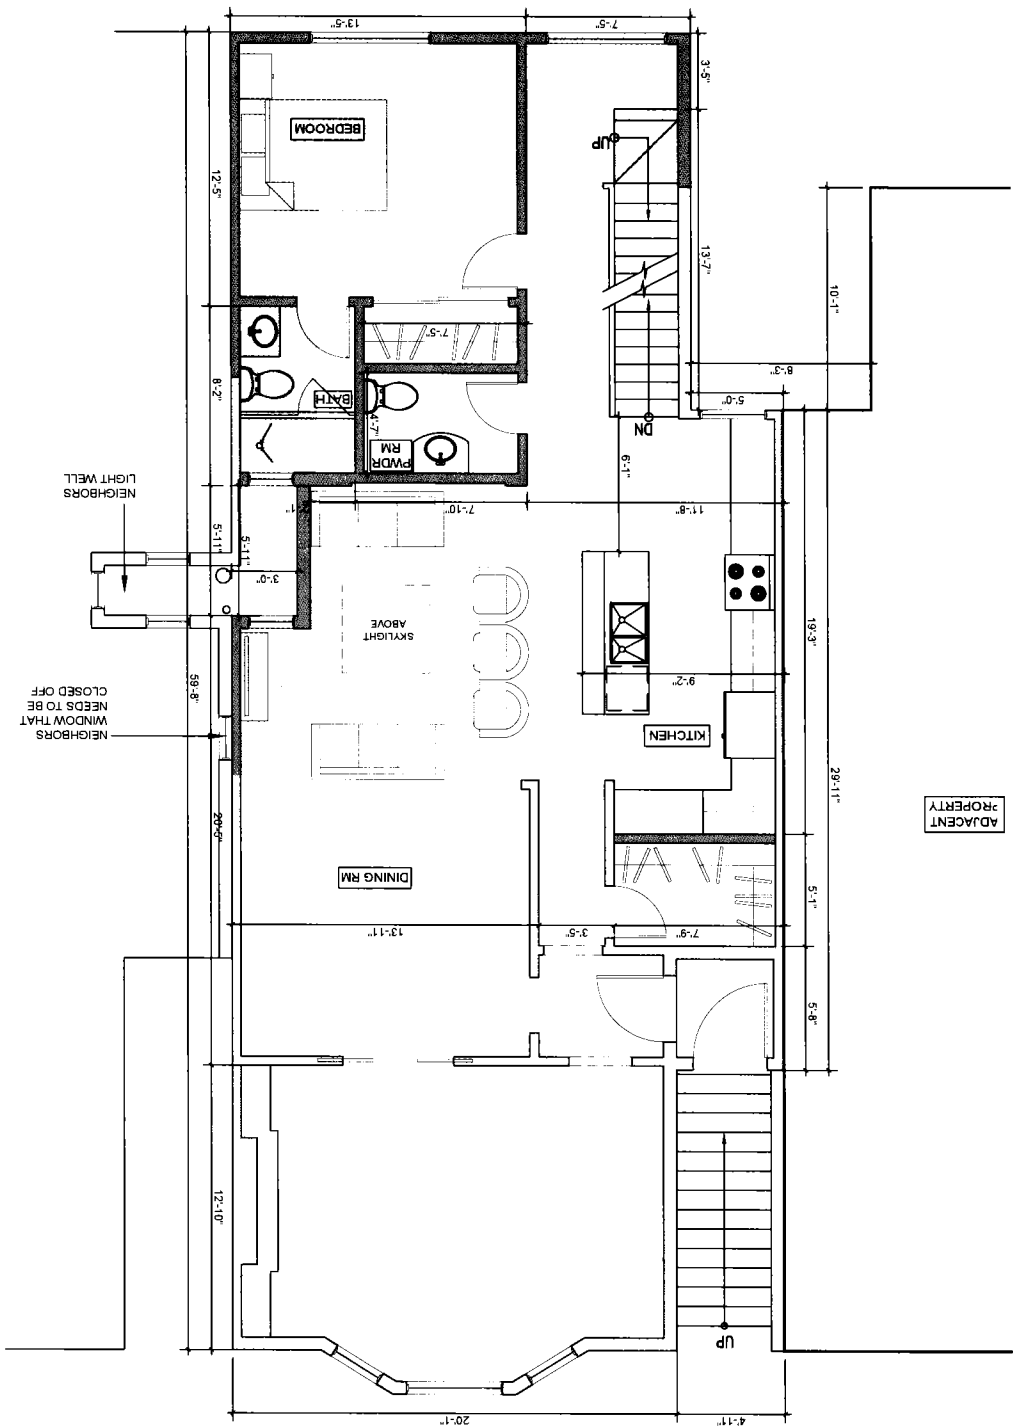 4'-11"
20'-1"
UP
12'-10"
5'-8"
7'-9"
3'-5"
13'-11"
5'-1"
DINING RM
ADJACENT
PROPERTY
20'-5"
29'-11"
KITCHEN
NEIGHBORS
WINDOW THAT
NEEDS TO BE
CLOSED OFF
9'-2"
59'-8"
19'-3"
SKYLIGHT
ABOVE
3'-0"
5'-11"
5'-11"
11'-8"
7'-10"
NEIGHBORS
LIGHT WELL
6'-1"
PWDR
RM
DN
4'-7"
BATH
5'-0"
8'-2"
8'-3"
7'-5"
10'-1"
13'-7"
12'-5"
UP
BEDROOM
3'-5"
7'-5"
13'-5"